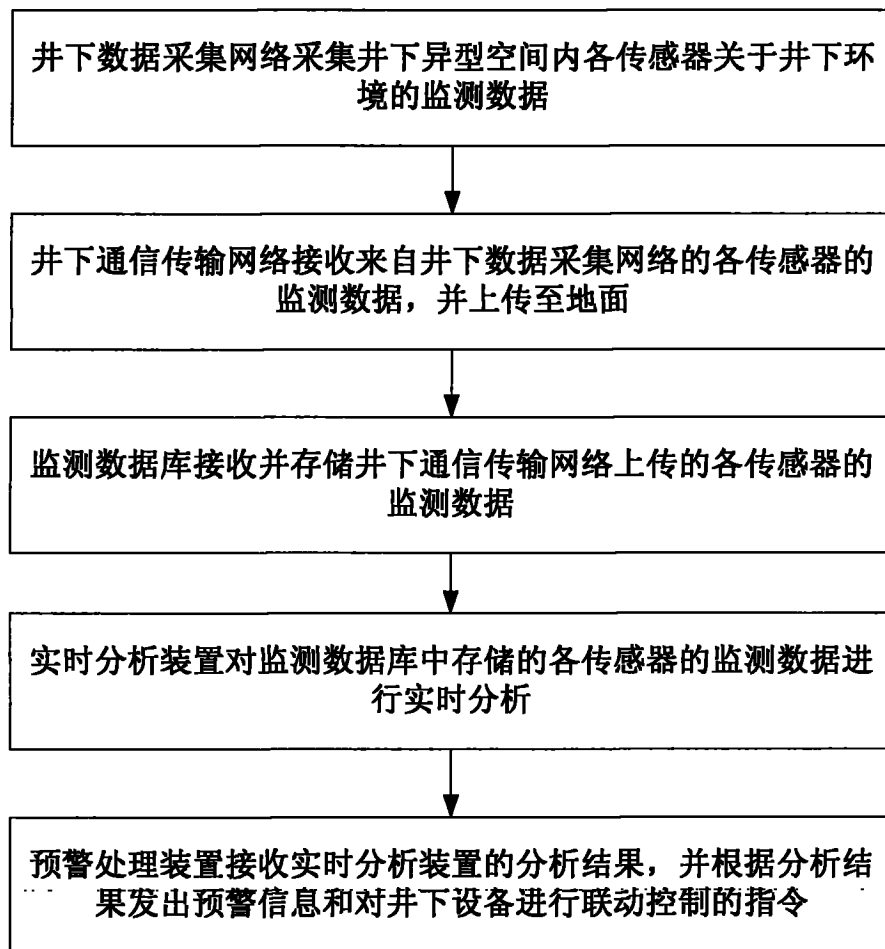 井下数据采集网络采集井下异型空间内各传感器关于井下环
境的监测数据
井下通信传输网络接收来自井下数据采集网络的各传感器的
监测数据，并上传至地面
监测数据库接收并存储井下通信传输网络上传的各传感器的
监测数据
实时分析装置对监测数据库中存储的各传感器的监测数据进
行实时分析
预警处理装置接收实时分析装置的分析结果，并根据分析结
果发出预警信息和对井下设备进行联动控制的指令